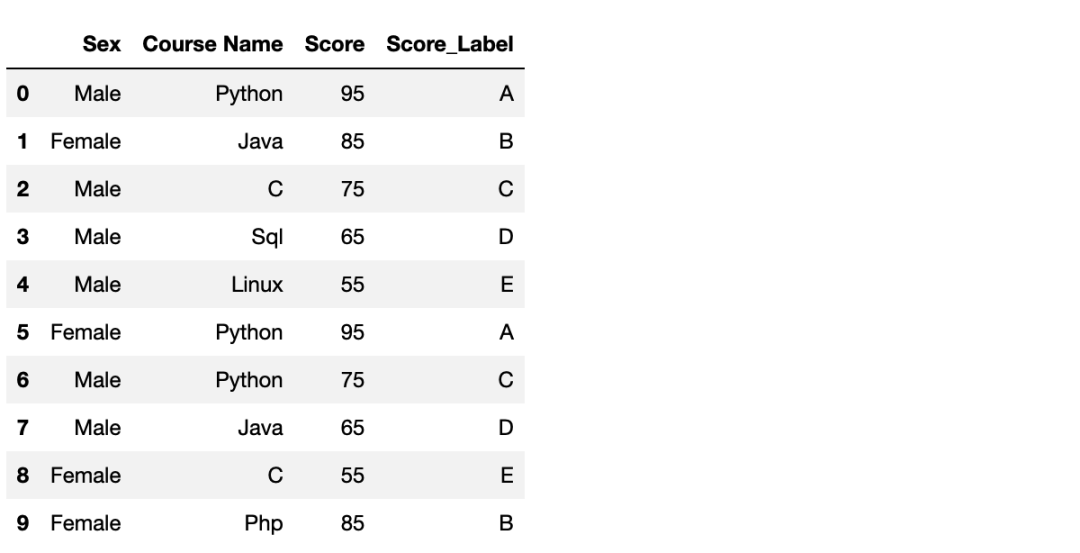 Sex Course Name Score Score_Label
0 Male Python 95 A
1 Female Java 85 B
2 Male C 75 C
3 Male Sql 65 D
4 Male Linux 55 E
5 Female Python 95 A
6 Male Python 75 C
7 Male Java 65 D
8 Female C 55 E
9 Female Php 85 B